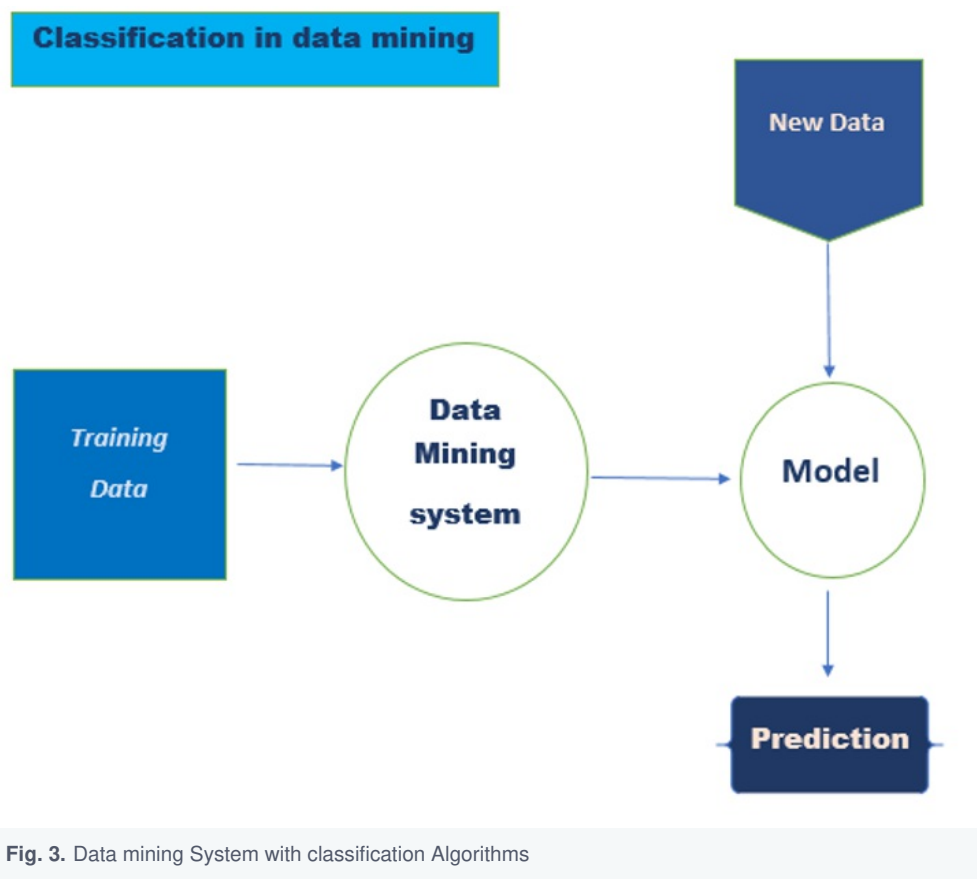 Classification in data mining
New Data
Training
Data
Data
Mining
system
Model
Prediction
Fig. 3. Data mining System with classification Algorithms